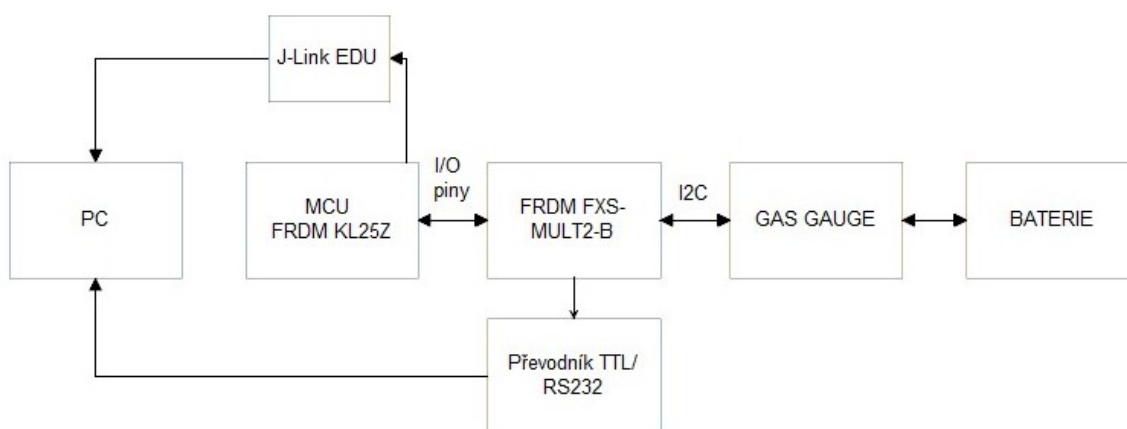 J-Link EDU
PC
MCU
FRDM KL25Z
I/O
piny
FRDM FXS-
MULT2-B
I2C
GAS GAUGE
BATERIE
Převodník TTL/
RS232